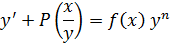 y′ + P(x/y) = f(x) yⁿ